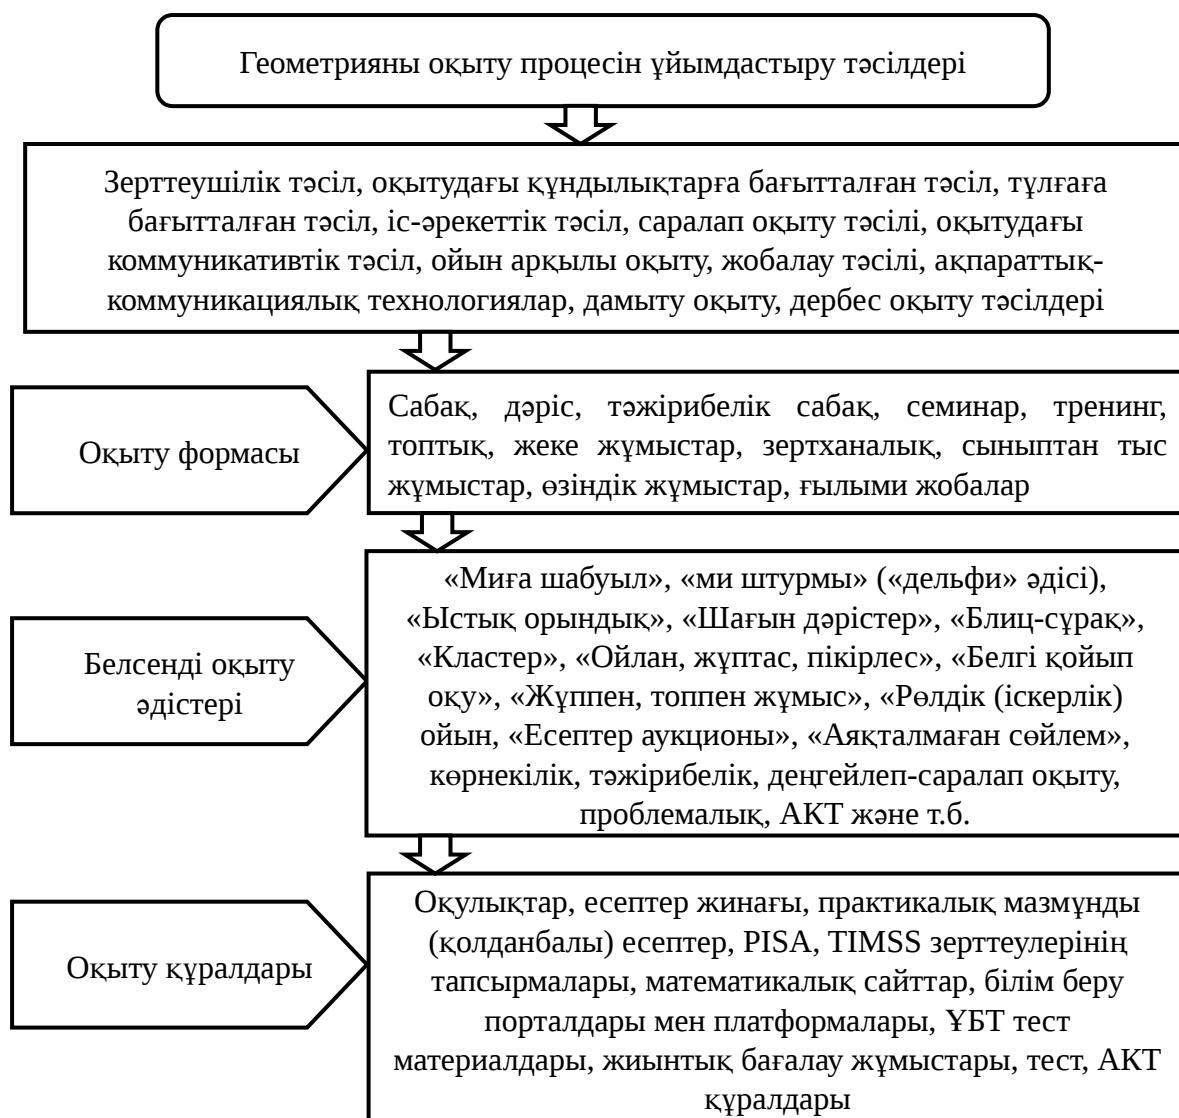 Геометрияны оқыту процесін ұйымдастыру тәсілдері
Зерттеушілік тәсіл, оқытудағы құндылықтарға бағытталған тәсіл, тұлғаға
бағытталған тәсіл, іс-әрекеттік тәсіл, саралап оқыту тәсілі, оқытудағы
коммуникативтік тәсіл, ойын арқылы оқыту, жобалау тәсілі, ақпараттық-
коммуникациялық технологиялар, дамыту оқыту, дербес оқыту тәсілдері
Оқыту формасы
Сабақ, дәріс, тәжірибелік сабақ, семинар, тренинг,
топтық, жеке жұмыстар, зертханалық, сыныптан тыс
жұмыстар, өзіндік жұмыстар, ғылыми жобалар
Белсенді оқыту
әдістері
«Миға шабуыл», «ми штурмы» («дельфи» әдісі),
«Ыстық орындық», «Шағын дәрістер», «Блиц-сұрақ»,
«Кластер», «Ойлан, жұптас, пікірлес», «Белгі қойып
оқу», «Жұппен, топпен жұмыс», «Рөлдік (іскерлік)
ойын, «Есептер аукционы», «Аяқталмаған сөйлем»,
көрнекілік, тәжірибелік, деңгейлеп-саралап оқыту,
проблемалық, АКТ және т.б.
Оқыту құралдары
Оқулықтар, есептер жинағы, практикалық мазмұнды
(қолданбалы) есептер, PISA, TIMSS зерттеулерінің
тапсырмалары, математикалық сайттар, білім беру
порталдары мен платформалары, ҰБТ тест
материалдары, жиынтық бағалау жұмыстары, тест, АКТ
құралдары